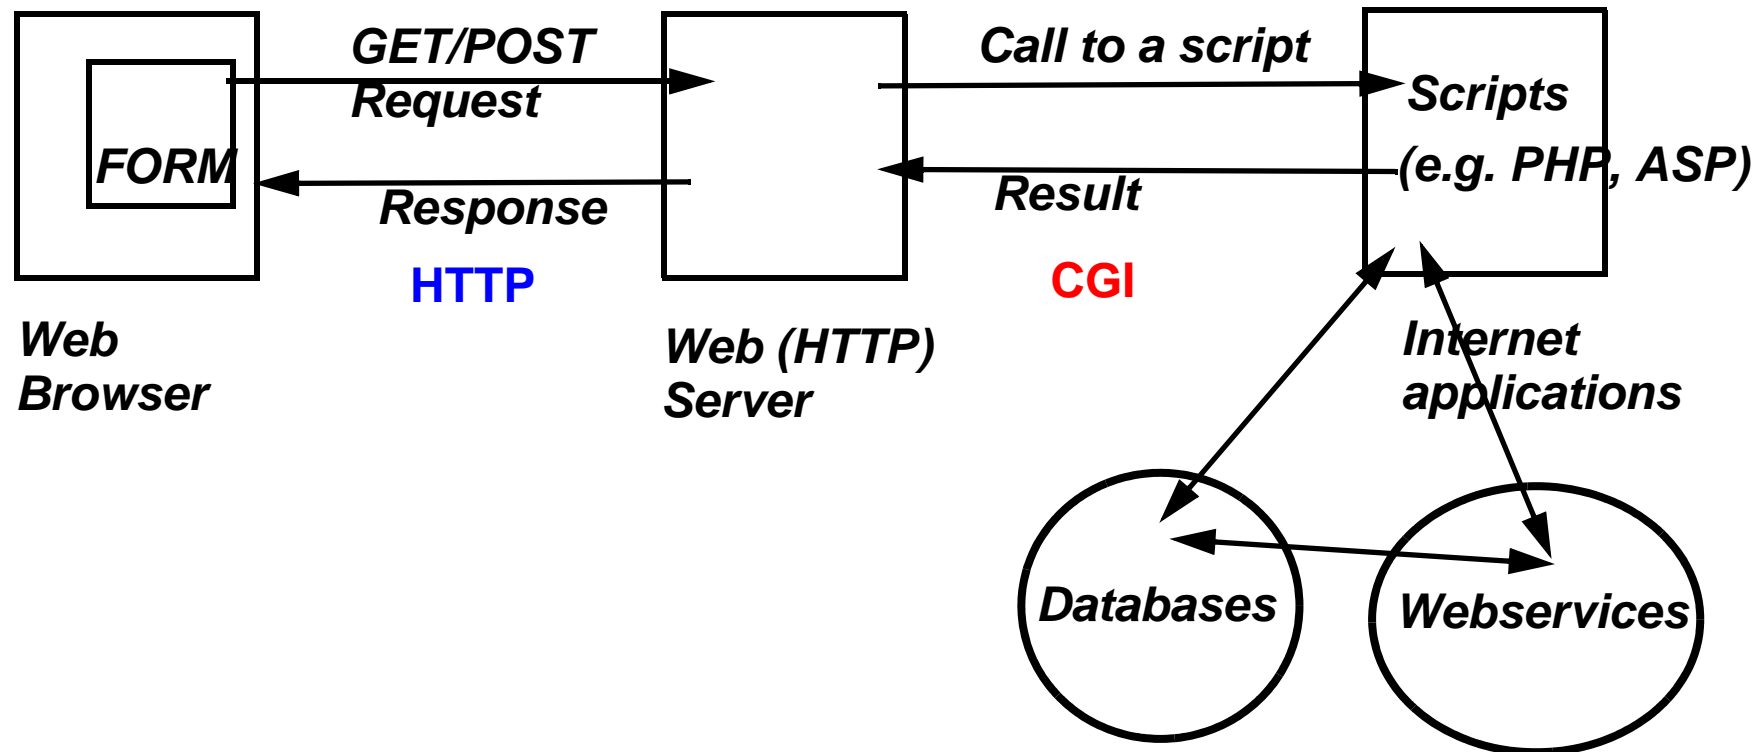 GET/POST
Request
FORM
Response
HTTP
Web
Browser
Web (HTTP)
Server
Call to a script
Result
CGI
Scripts
(e.g. PHP, ASP)
Internet
applications
Databases
Webservices